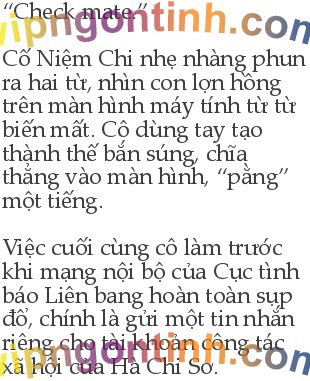 “Check mate.”
vipngontinh.com
Cố Niệm Chi nhẹ nhàng phun
ra hai từ, nhìn con lợn hồng
trên màn hình máy tính từ từ
biến mất. Cô dùng tay tạo
thành thế bắn súng, chĩa
thẳng vào màn hình, “pằng”
một tiếng.
Việc cuối cùng cô làm trước
khi mạng nội bộ của Cục tình
báo Liên bang hoàn toàn sụp
đổ, chính là gửi một tin nhắn
riêng cho tài khoản công tác
xã hội của Hà Chi Sơ.
vipngontinh.com